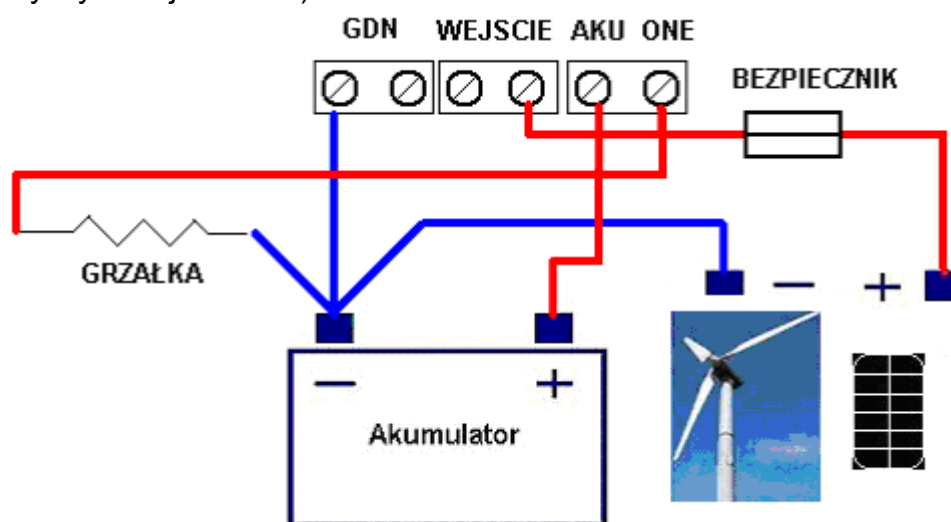 GDN WEJSCIE AKU ONE
BEZPIECZNIK
GRZAŁKA
− +
− +
Akumulator